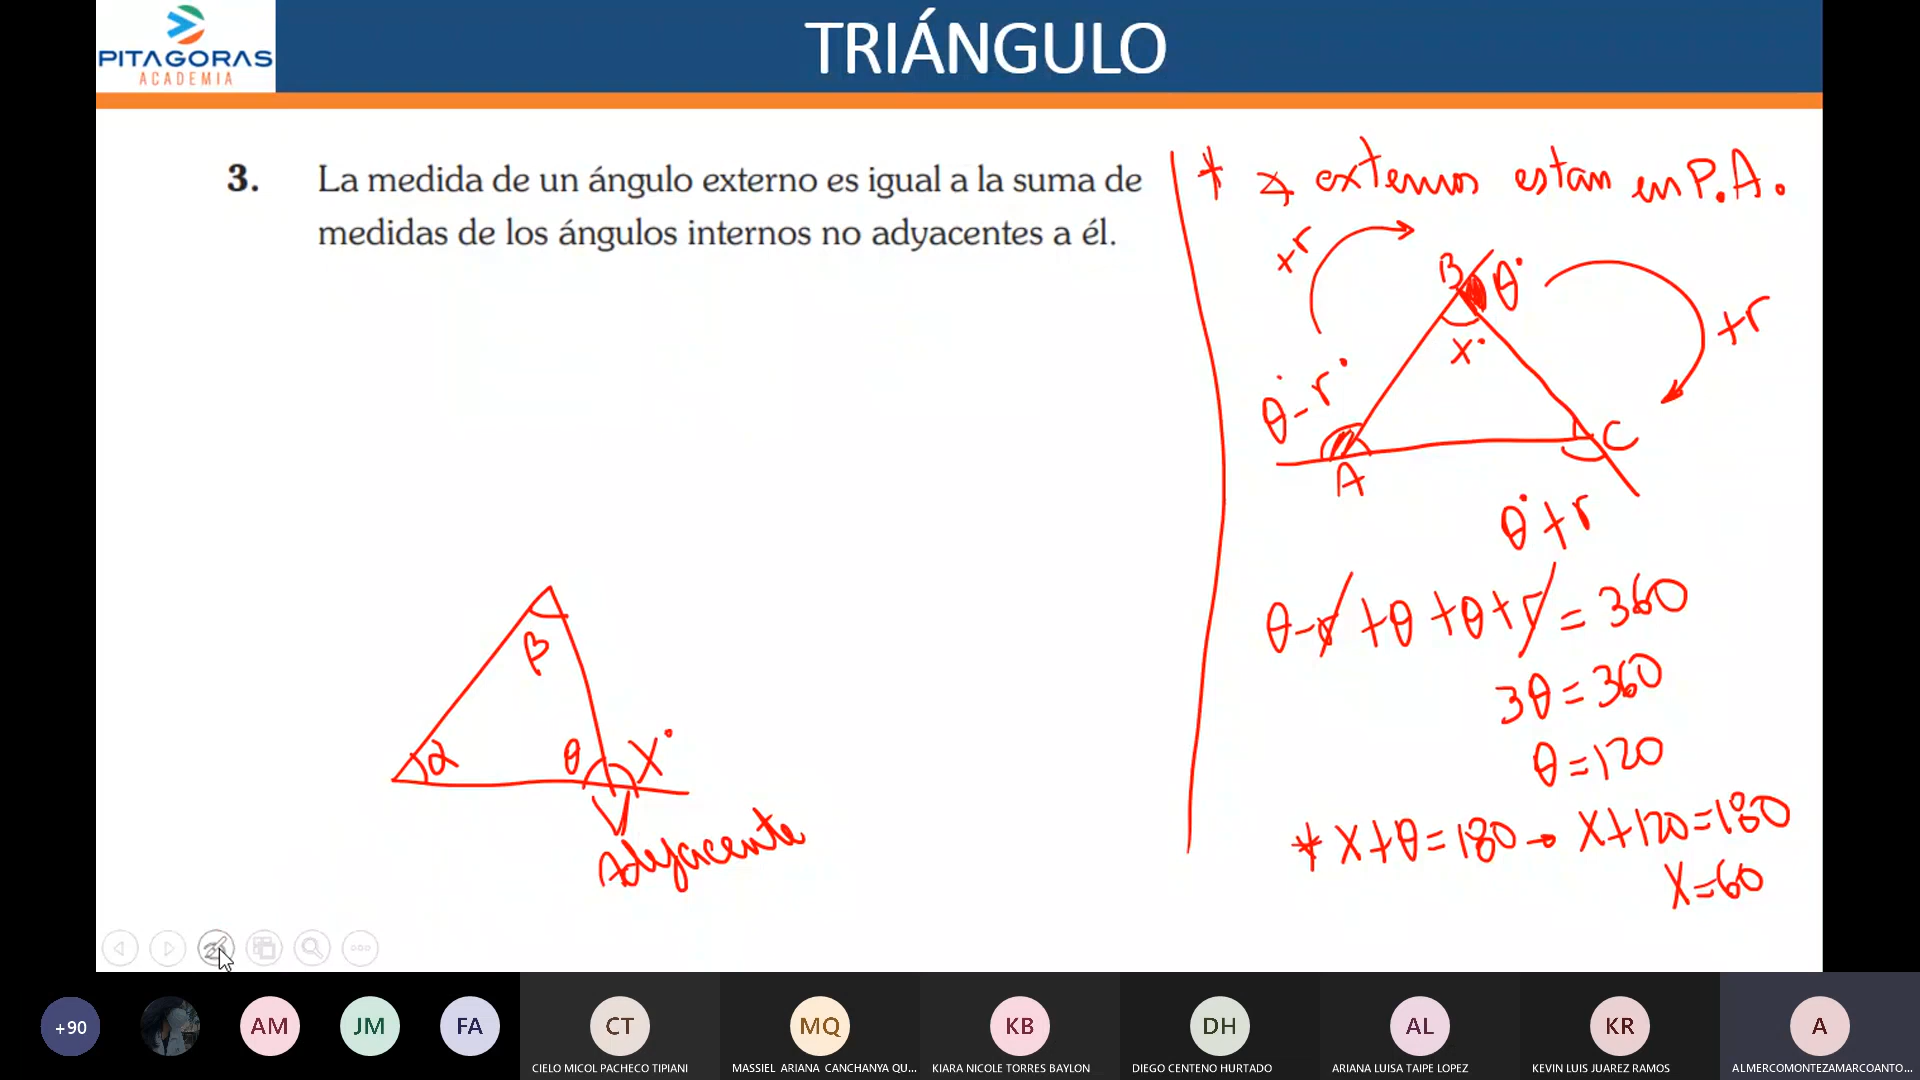 PITAGORAS
ACADEMIA
TRIÁNGULO
3. La medida de un ángulo externo es igual a la suma de
medidas de los ángulos internos no adyacentes a él.
β
α
θ
X°
Adyacente
* ∡ externos estan en P.A.
+r
B
θ°
+r
X°
θ°-r°
A
C
θ°+r
θ-r+θ+θ+r=360
3θ=360
θ=120
* X+θ=180 → X+120=180
X=60
+90
AM
JM
FA
CT
MQ
KB
DH
AL
KR
A
CIELO MICOL PACHECO TIPIANI
MASSIEL ARIANA CANCHANYA QU...
KIARA NICOLE TORRES BAYLON
DIEGO CENTENO HURTADO
ARIANA LUISA TAIPE LOPEZ
KEVIN LUIS JUAREZ RAMOS
ALMERCOMONTEZAMARCOANTO...